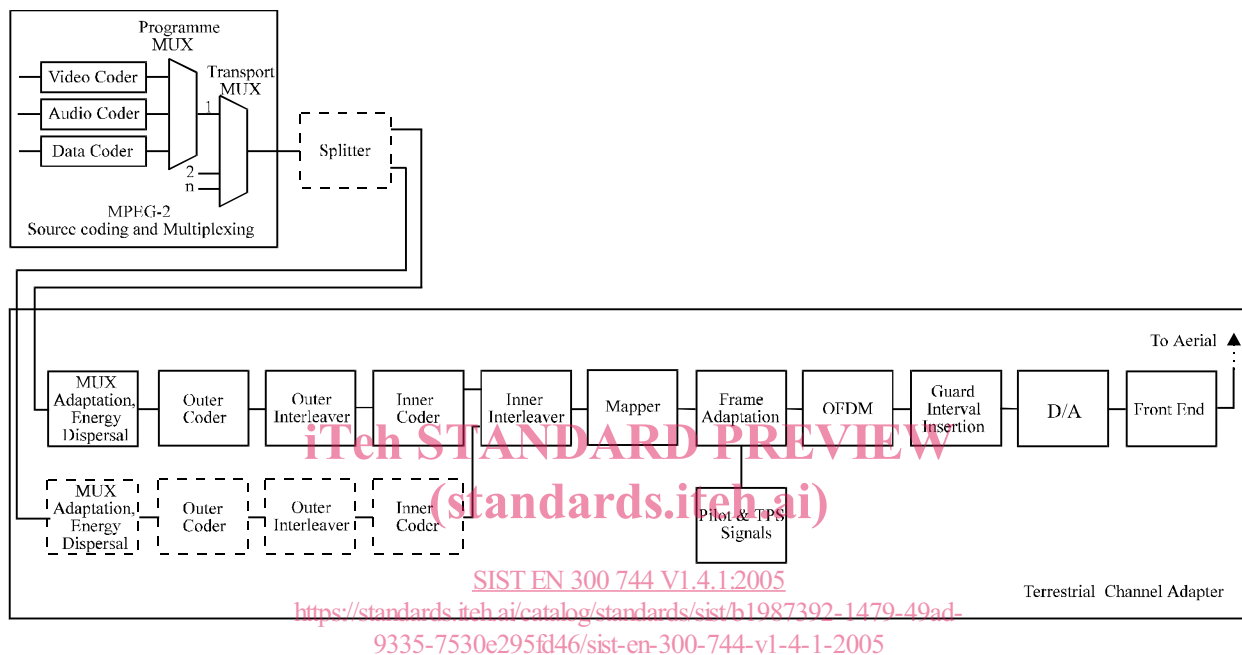 Programme
MUX
Transport
MUX
Video Coder
Audio Coder
Data Coder
1
2
n
MPEG-2
Source coding and Multiplexing
Splitter
To Aerial
MUX
Adaptation,
Energy
Dispersal
Outer
Coder
Outer
Interleaver
Inner
Coder
Inner
Interleaver
Mapper
Frame
Adaptation
OFDM
Guard
Interval
Insertion
D/A
Front End
iTeh STANDARD PREVIEW
(standards.iteh.ai)
MUX
Adaptation,
Energy
Dispersal
Outer
Coder
Outer
Interleaver
Inner
Coder
Pilot & TPS
Signals
SIST EN 300 744 V1.4.1:2005
Terrestrial Channel Adapter
https://standards.iteh.ai/catalog/standards/sist/b1987392-1479-49ad-
9335-7530e295fd46/sist-en-300-744-v1-4-1-2005